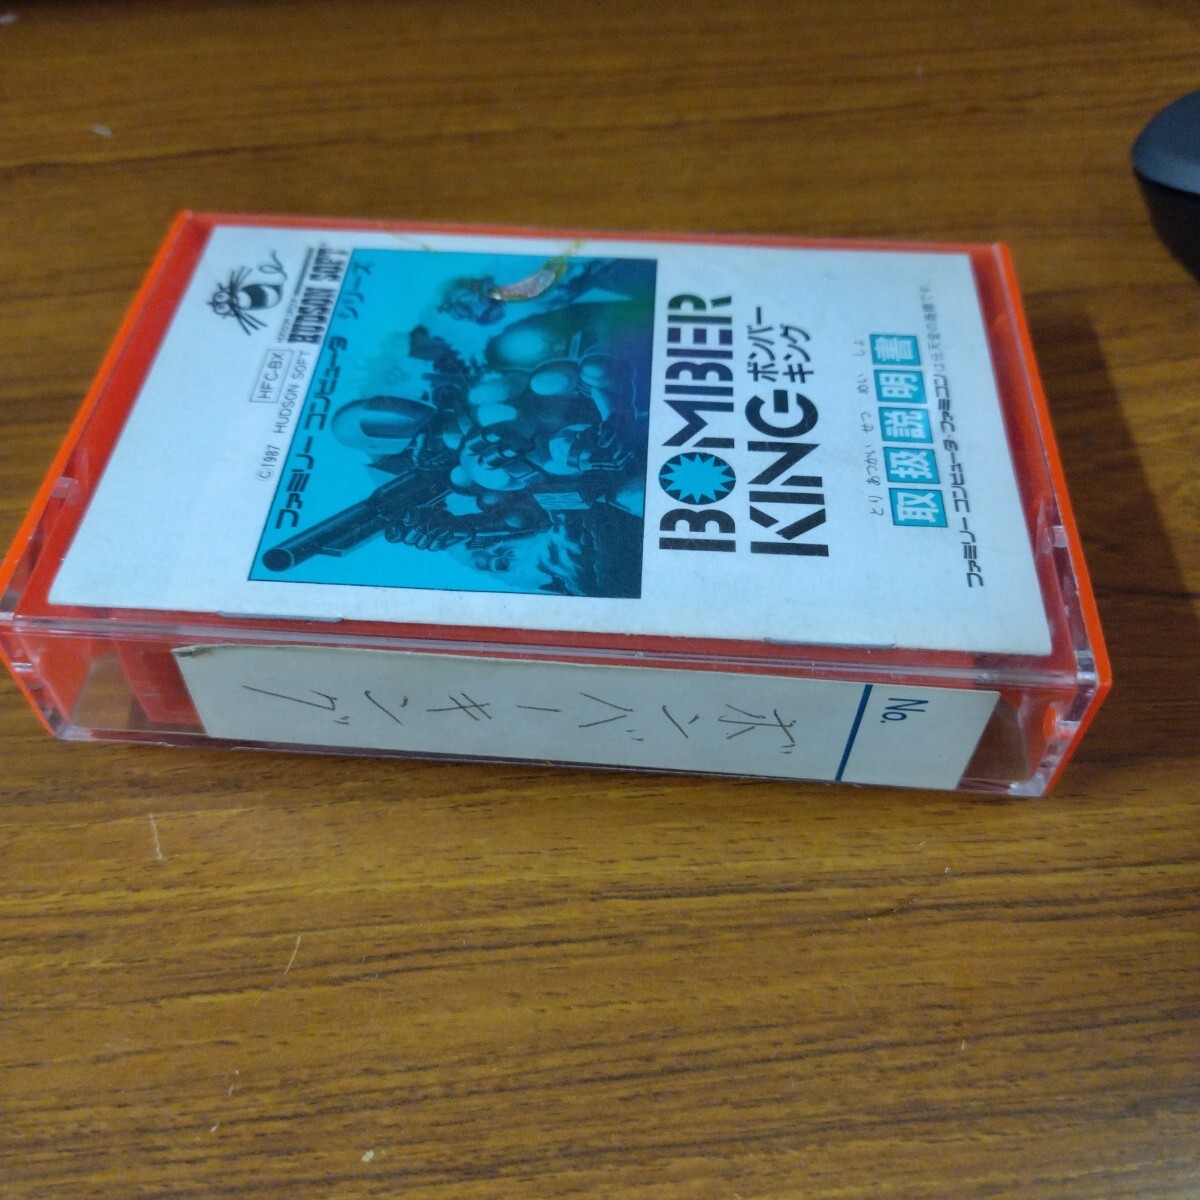 HUDSON SOFT
HFC-BX
©1987 HUDSON SOFT
ファミリー コンピュータ シリーズ
BOMBER
KING
ボンバー
キング
とり あつかい せつ めい しょ
取扱説明書
ファミリー コンピュータ・ファミコンは任天堂の商標です。
No.
ボンバーキング